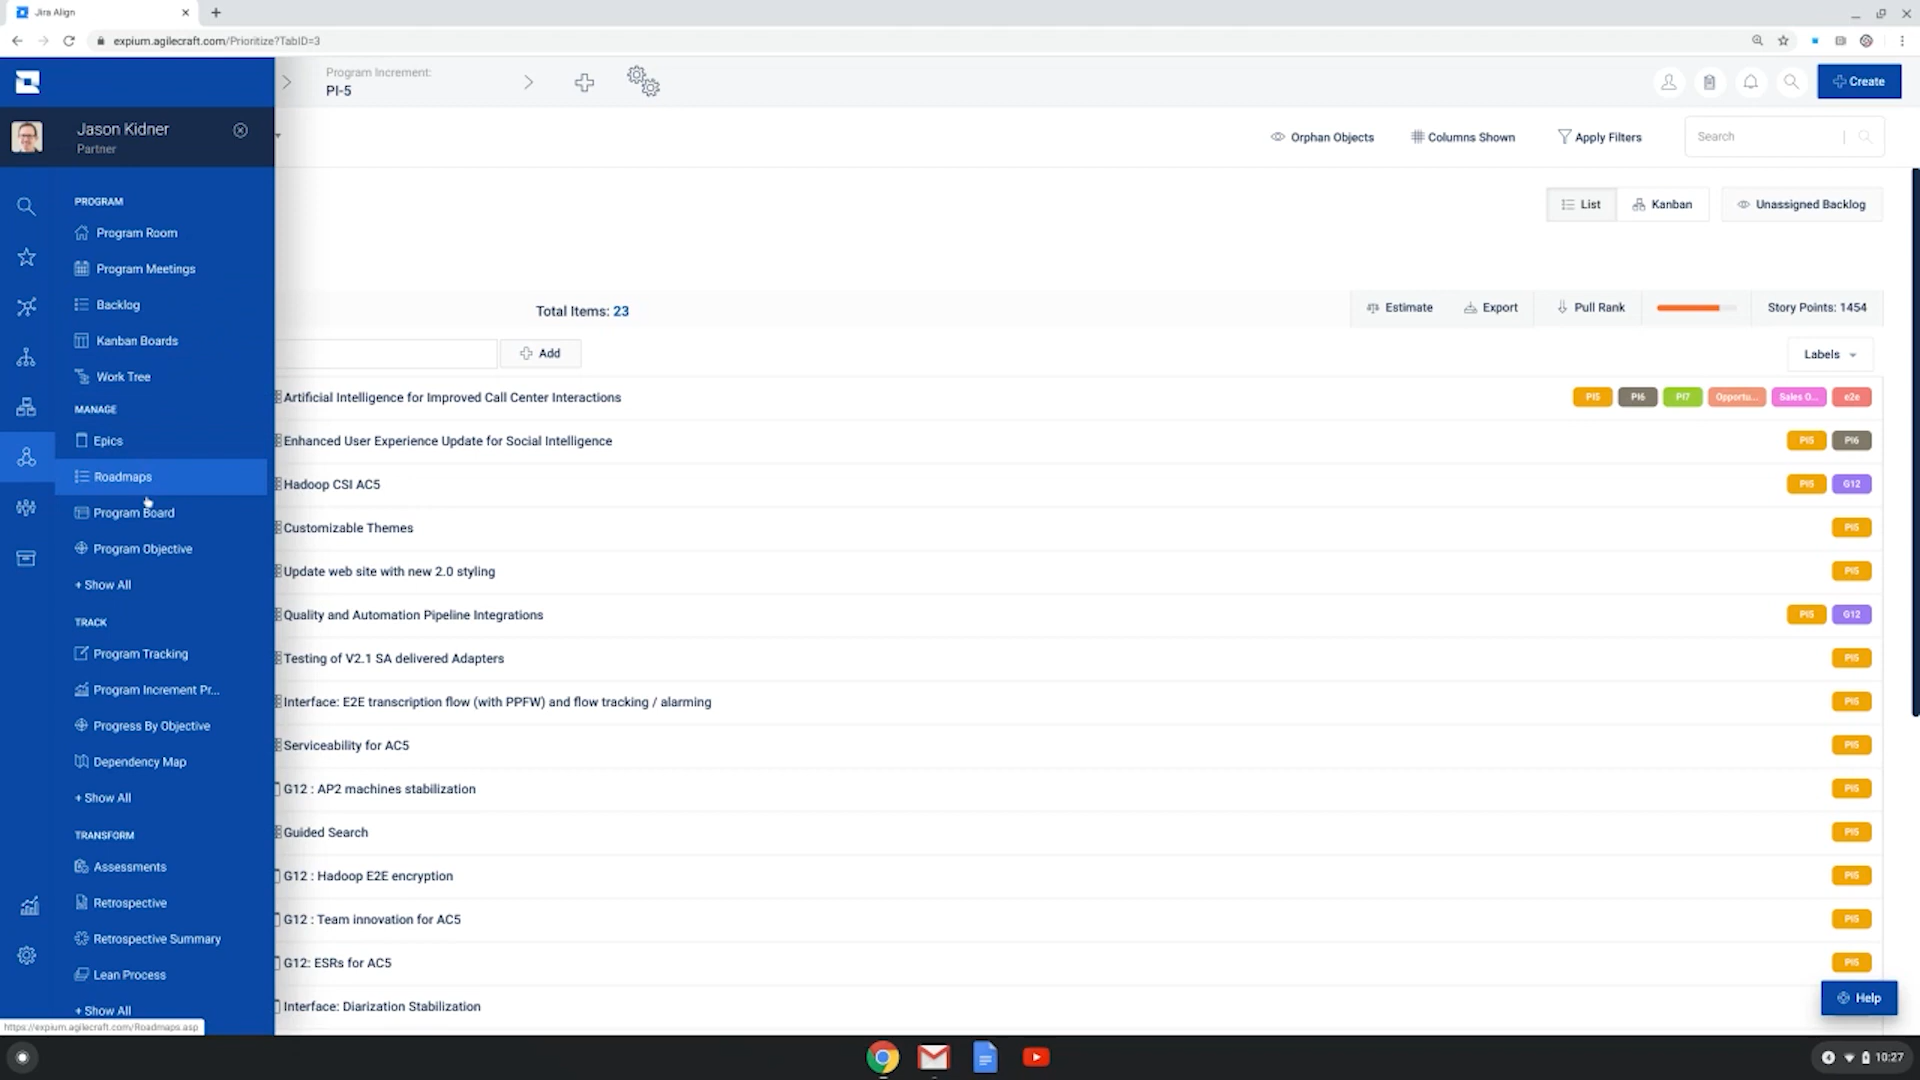 Jira Align
expium.agilecraft.com/Prioritize?TabID=3
Program Increment:
PI-5
Create
Jason Kidner
Partner
Orphan Objects
Columns Shown
Apply Filters
Search
PROGRAM
Program Room
Program Meetings
Backlog
Kanban Boards
Work Tree
MANAGE
Epics
Roadmaps
Program Board
Program Objective
+ Show All
TRACK
Program Tracking
Program Increment Pr...
Progress By Objective
Dependency Map
+ Show All
TRANSFORM
Assessments
Retrospective
Retrospective Summary
Lean Process
+ Show All
https://expium.agilecraft.com/Roadmaps.asp
List
Kanban
Unassigned Backlog
Total Items: 23
Estimate
Export
Pull Rank
Story Points: 1454
Add
Labels
Artificial Intelligence for Improved Call Center Interactions PI5 PI6 PI7 Opportu... Sales O... e2e
Enhanced User Experience Update for Social Intelligence PI5 PI6
Hadoop CSI AC5 PI5 G12
Customizable Themes PI5
Update web site with new 2.0 styling PI5
Quality and Automation Pipeline Integrations PI5 G12
Testing of V2.1 SA delivered Adapters PI5
Interface: E2E transcription flow (with PPFW) and flow tracking / alarming PI5
Serviceability for AC5 PI5
G12 : AP2 machines stabilization PI5
Guided Search PI5
G12 : Hadoop E2E encryption PI5
G12 : Team innovation for AC5 PI5
G12: ESRs for AC5 PI5
Interface: Diarization Stabilization
Help
10:27